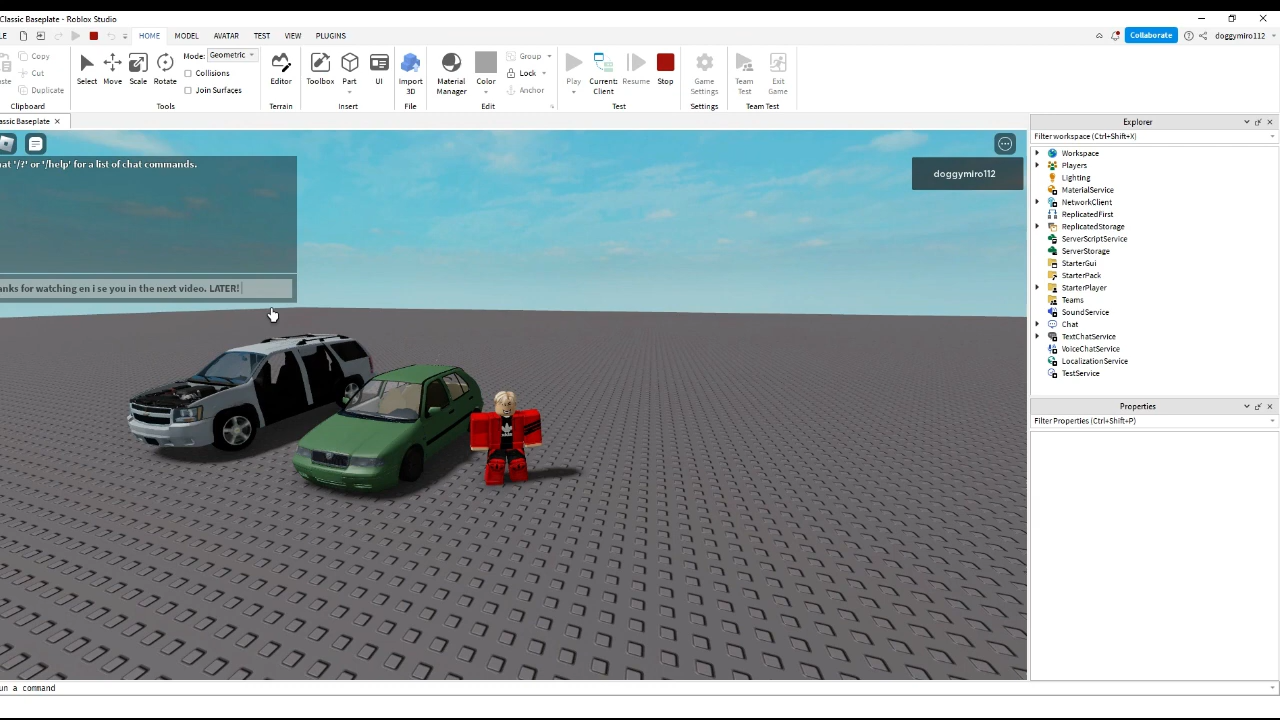 Classic Baseplate - Roblox Studio
HOME MODEL AVATAR TEST VIEW PLUGINS Collaborate doggymiro112
Copy
Cut
Duplicate
Clipboard
Select Move Scale Rotate
Mode: Geometric
Collisions
Join Surfaces
Tools
Editor
Terrain
Toolbox Part UI
Insert
Import 3D
File
Material Manager Color
Group
Lock
Anchor
Edit
Play Current: Client Resume Stop
Test
Game Settings
Settings
Team Test Exit Game
Team Test
assic Baseplate
hat '/?' or '/help' for a list of chat commands.
anks for watching en i se you in the next video. LATER!
doggymiro112
Explorer
Filter workspace (Ctrl+Shift+X)
Workspace
Players
Lighting
MaterialService
NetworkClient
ReplicatedFirst
ReplicatedStorage
ServerScriptService
ServerStorage
StarterGui
StarterPack
StarterPlayer
Teams
SoundService
Chat
TextChatService
VoiceChatService
LocalizationService
TestService
Properties
Filter Properties (Ctrl+Shift+P)
un a command